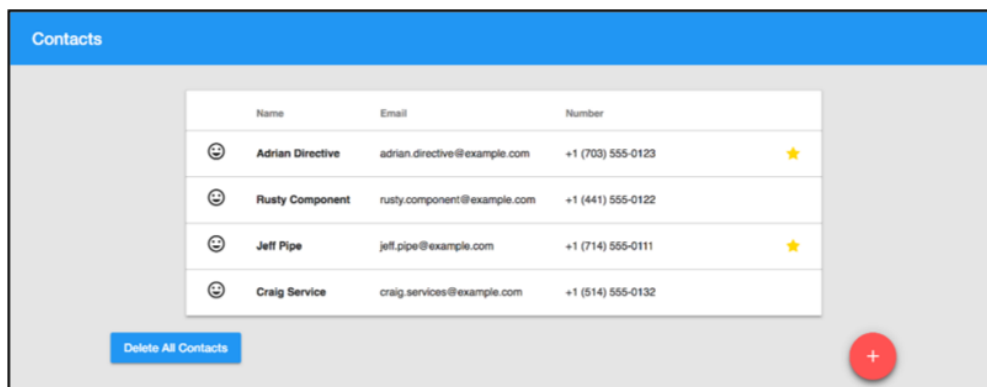 Contacts
Name Email Number
Adrian Directive adrian.directive@example.com +1 (703) 555-0123
Rusty Component rusty.component@example.com +1 (441) 555-0122
Jeff Pipe jeff.pipe@example.com +1 (714) 555-0111
Craig Service craig.services@example.com +1 (514) 555-0132
Delete All Contacts
+